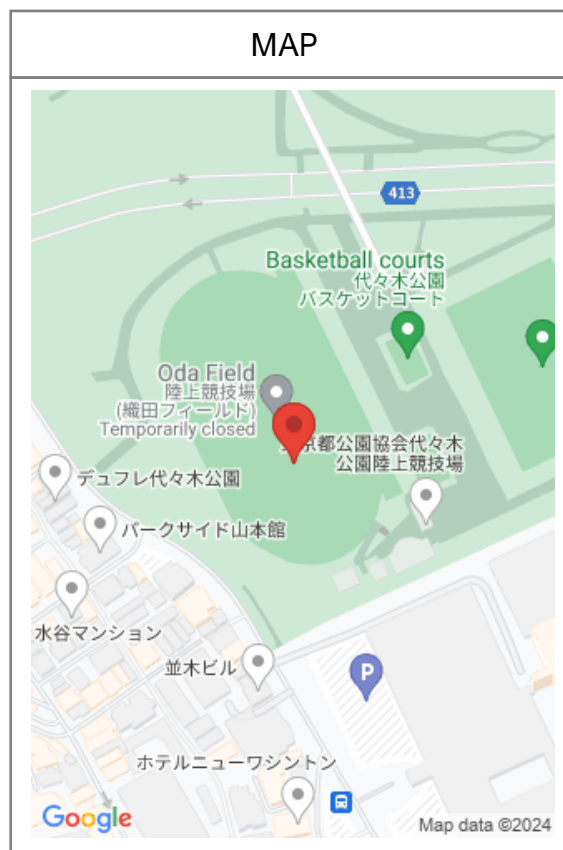 MAP
413
Basketball courts
代々木公園
バスケットコート
Oda Field
陸上競技場
(織田フィールド)
Temporarily closed
京都公園協会代々木
公園陸上競技場
デュフレ代々木公園
パークサイド山本館
水谷マンション
並木ビル
P
ホテルニューワシントン
Google
Map data ©2024